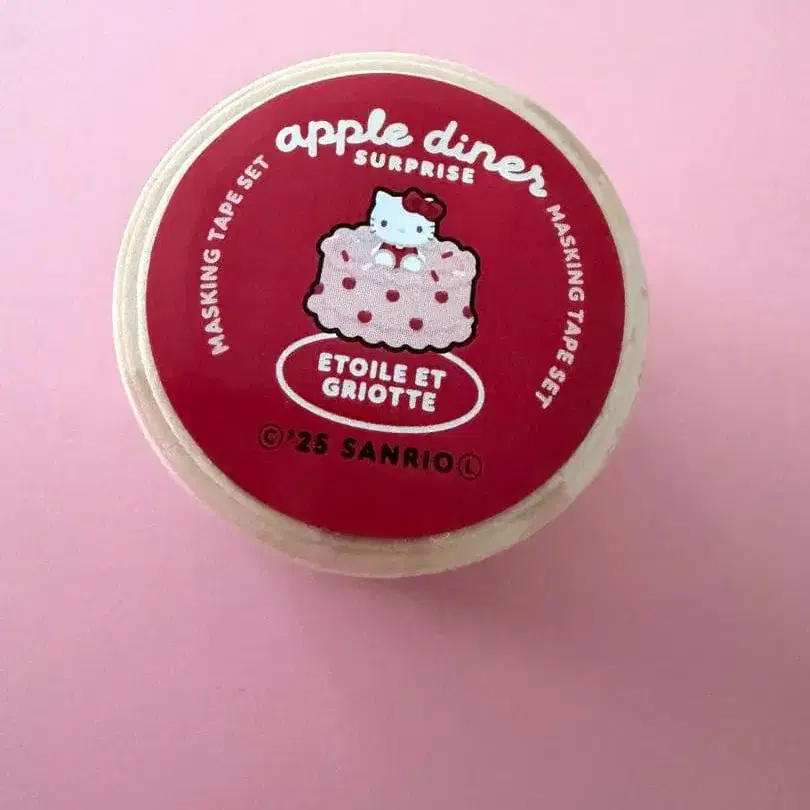 apple diner
SURPRISE
MASKING TAPE SET
MASKING TAPE SET
ETOILE ET
GRIOTTE
©'25 SANRIO Ⓛ